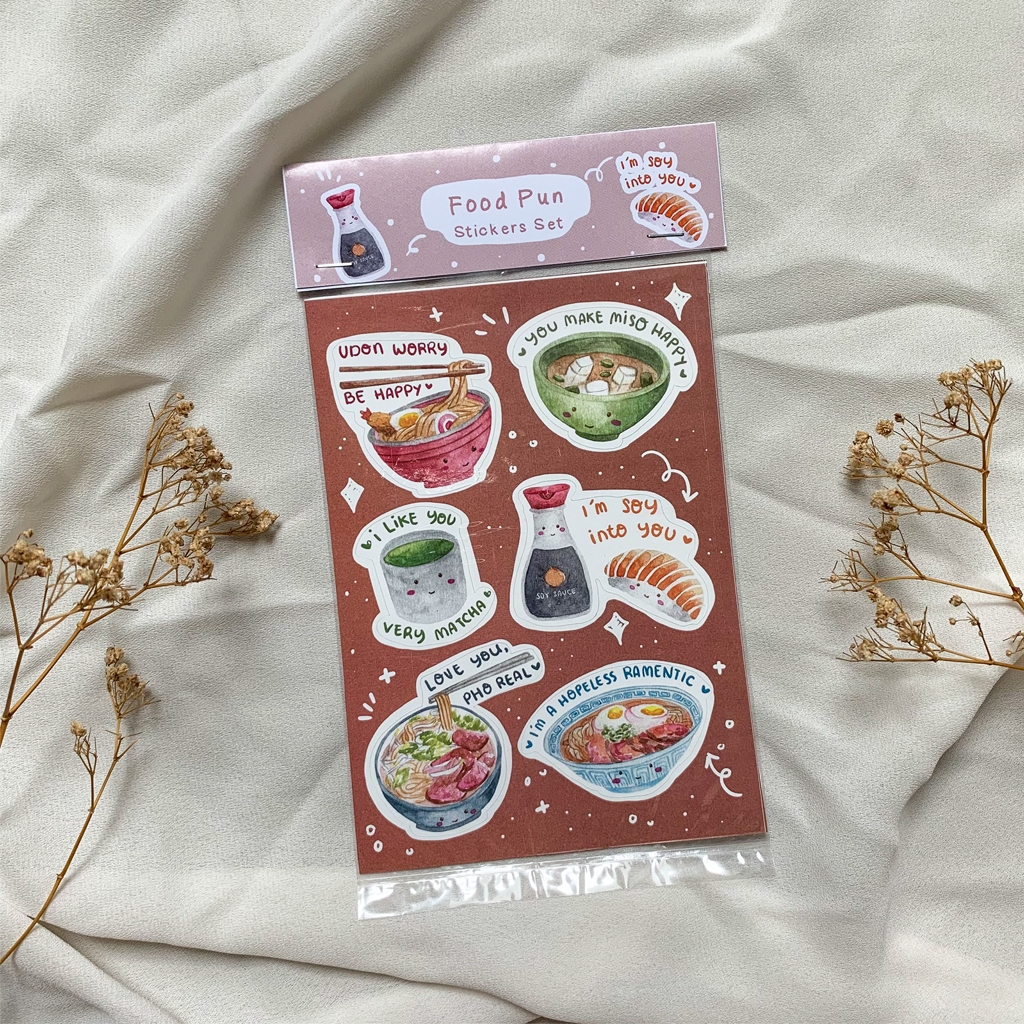 Food Pun
Stickers Set
I'm SOY
into YOU
UDON WORRY
BE HAPPY
YOU MAKE MISO HAPPY
i LIKE YOU
VERY MATCHA
I'm SOY
into YOU
SOY SAUCE
LOVE YOU,
PHO REAL
I'M A HOPELESS RAMENTIC